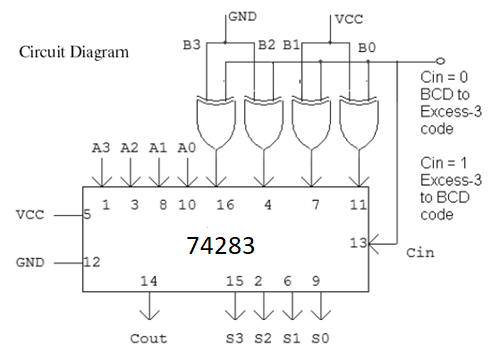 GND
VCC
Circuit Diagram
B3
B2
B1
B0
Cin = 0
BCD to
Excess-3
code
A3
A2
A1
A0
Cin = 1
Excess-3
to BCD
code
VCC
5
1
3
8
10
16
4
7
11
74283
13
Cin
GND
12
14
15
2
6
9
Cout
S3
S2
S1
S0